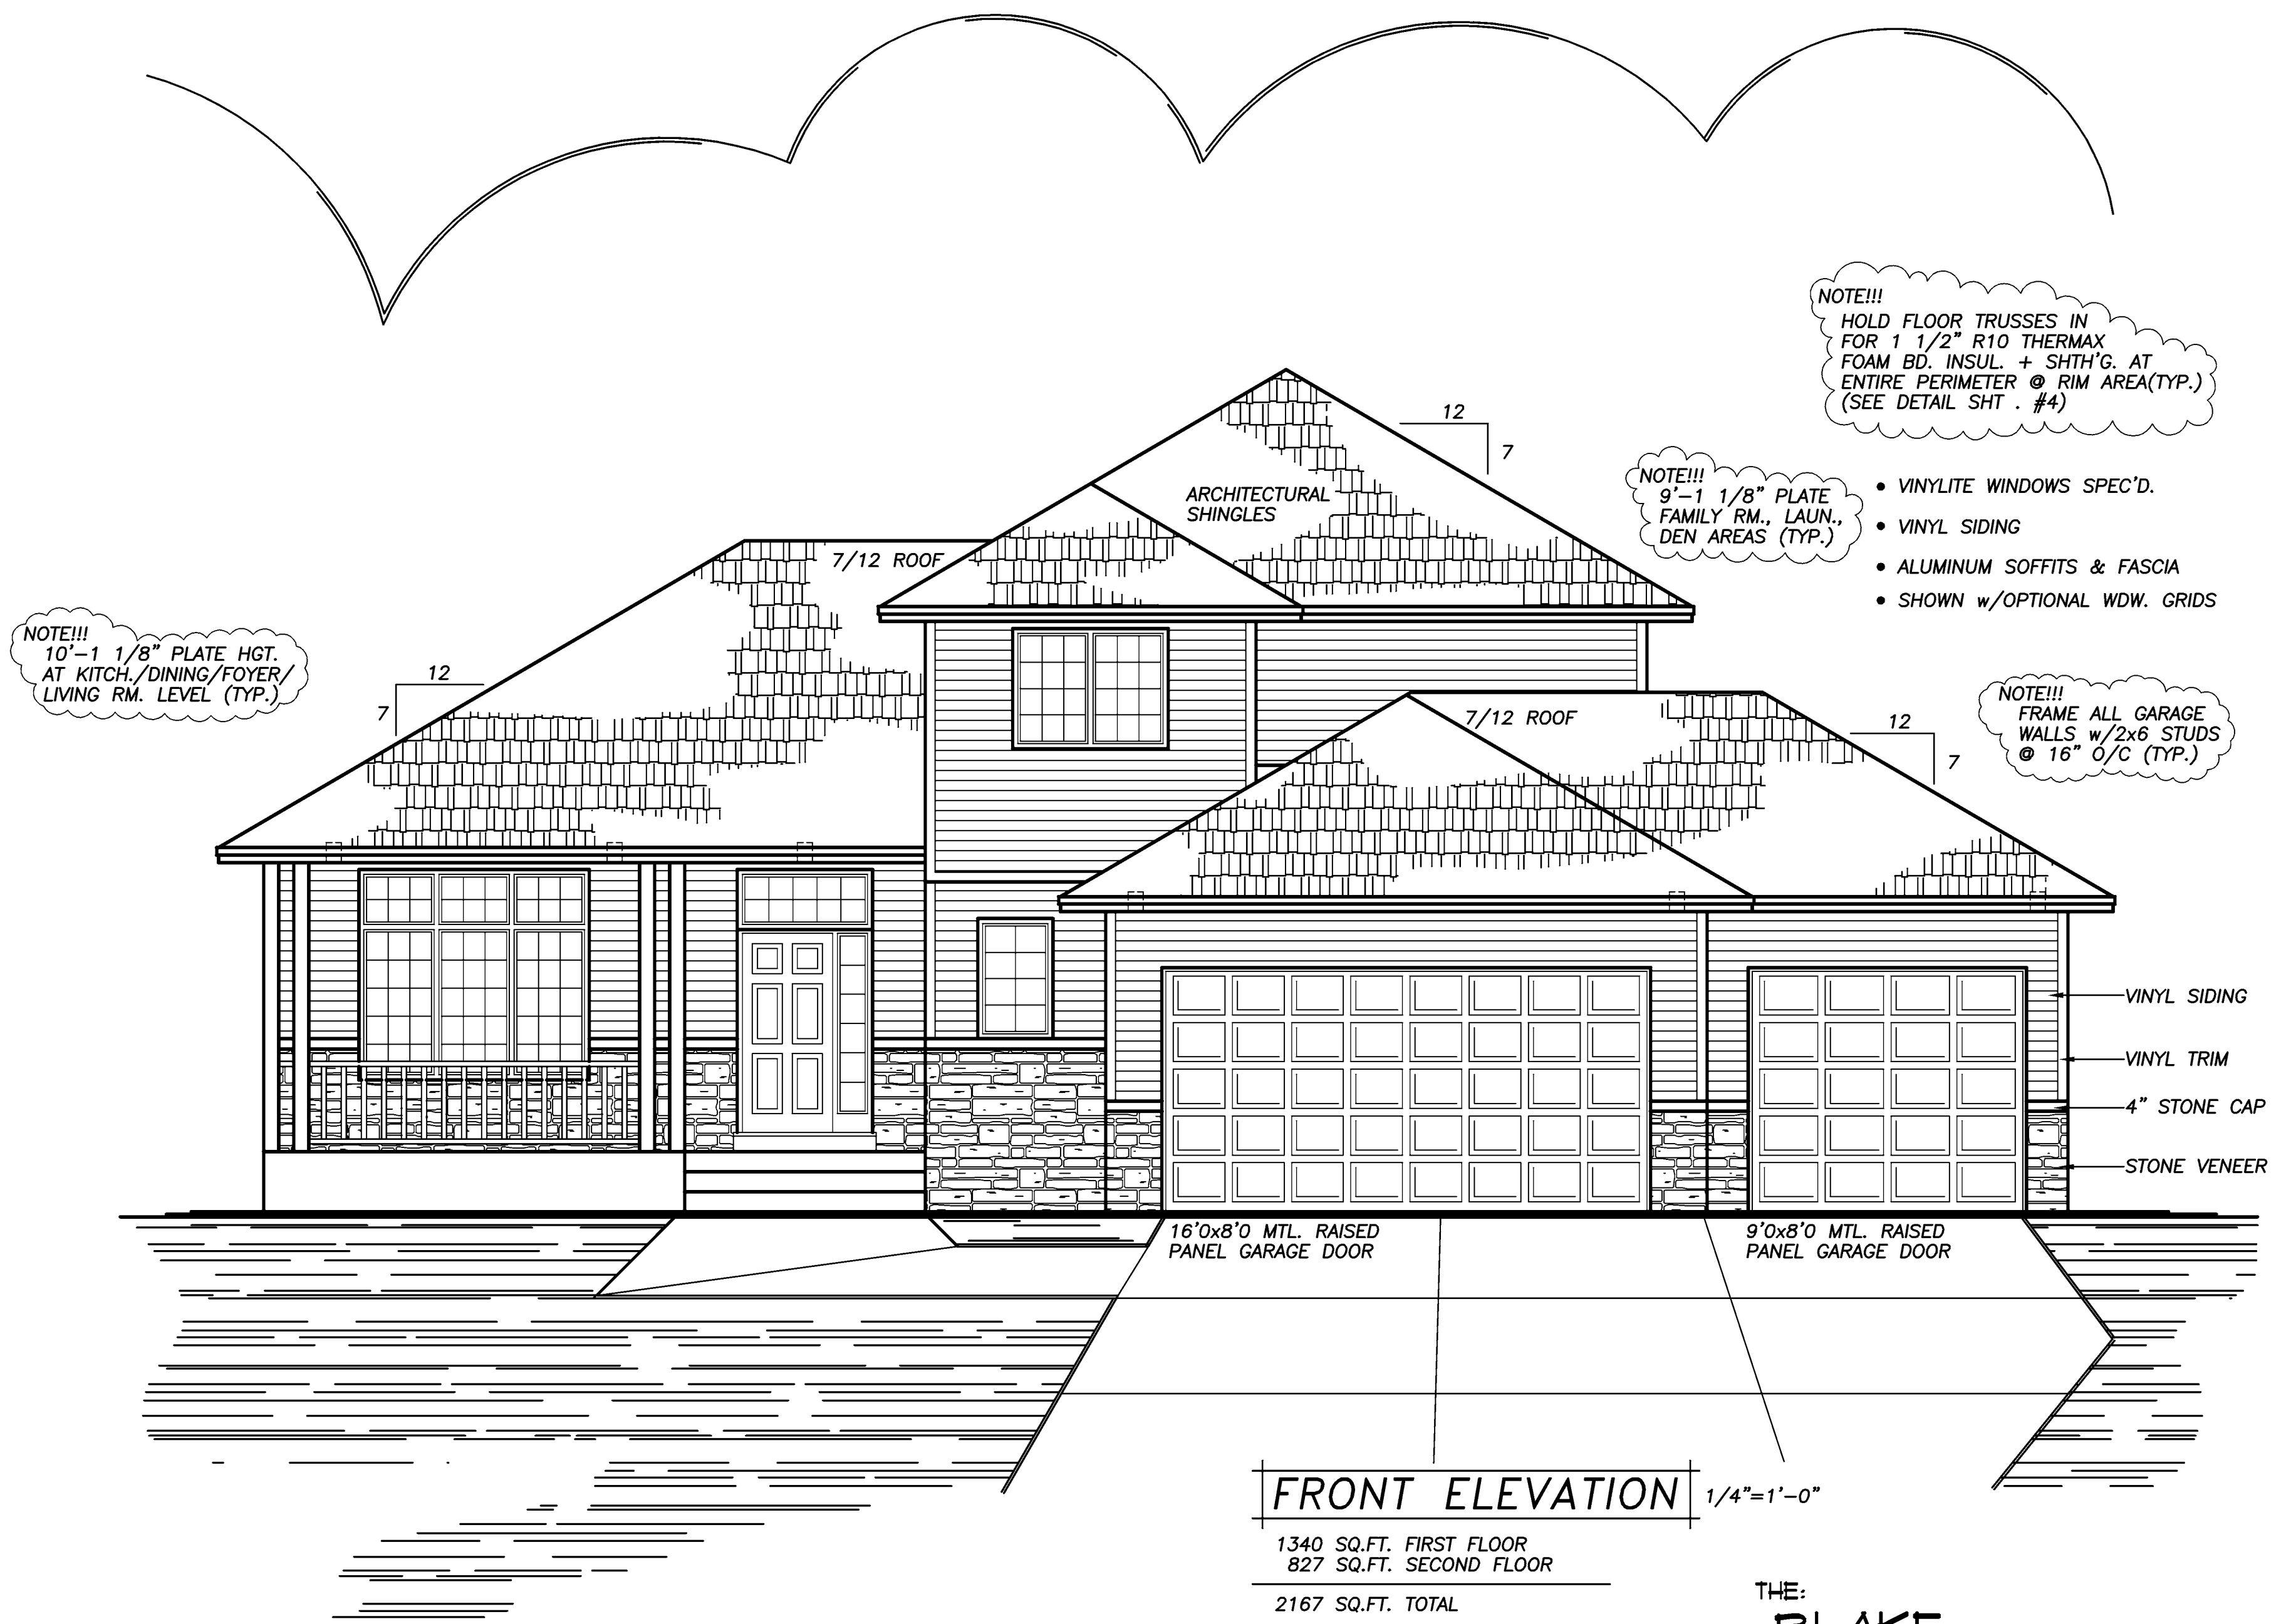 NOTE!!!
HOLD FLOOR TRUSSES IN
FOR 1 1/2" R10 THERMAX
FOAM BD. INSUL. + SHTH'G. AT
ENTIRE PERIMETER @ RIM AREA(TYP.)
(SEE DETAIL SHT . #4)
12
7
NOTE!!!
9'-1 1/8" PLATE
FAMILY RM., LAUN.,
DEN AREAS (TYP.)
• VINYLITE WINDOWS SPEC'D.
• VINYL SIDING
• ALUMINUM SOFFITS & FASCIA
• SHOWN w/OPTIONAL WDW. GRIDS
ARCHITECTURAL
SHINGLES
7/12 ROOF
NOTE!!!
10'-1 1/8" PLATE HGT.
AT KITCH./DINING/FOYER/
LIVING RM. LEVEL (TYP.)
12
7
7/12 ROOF
12
7
NOTE!!!
FRAME ALL GARAGE
WALLS w/2x6 STUDS
@ 16" O/C (TYP.)
VINYL SIDING
VINYL TRIM
4" STONE CAP
STONE VENEER
16'0x8'0 MTL. RAISED
PANEL GARAGE DOOR
9'0x8'0 MTL. RAISED
PANEL GARAGE DOOR
FRONT ELEVATION 1/4"=1'-0"
1340 SQ.FT. FIRST FLOOR
827 SQ.FT. SECOND FLOOR
2167 SQ.FT. TOTAL
THE:
BLAKE